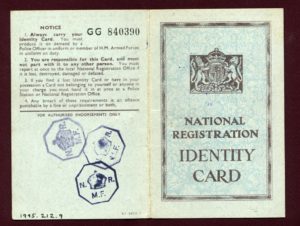 NOTICE
GG 840390
1. Always carry your
Identity Card. You must
produce it on demand by a
Police Officer in uniform or member of H.M. Armed Forces
in uniform on duty.
2. You are responsible for this Card, and must
not part with it to any other person. You must
report at once to the local National Registration Office if
it is lost, destroyed, damaged or defaced.
3. If you find a lost Identity Card or have in your
possession a Card not belonging to yourself or anyone in
your charge you must hand it in at once at a Police
Station or National Registration Office.
4. Any breach of these requirements is an offence
punishable by a fine or imprisonment or both.
FOR AUTHORISED ENDORSEMENTS ONLY
N. R.
M.F.
1995.212.9
NATIONAL
REGISTRATION
IDENTITY
CARD